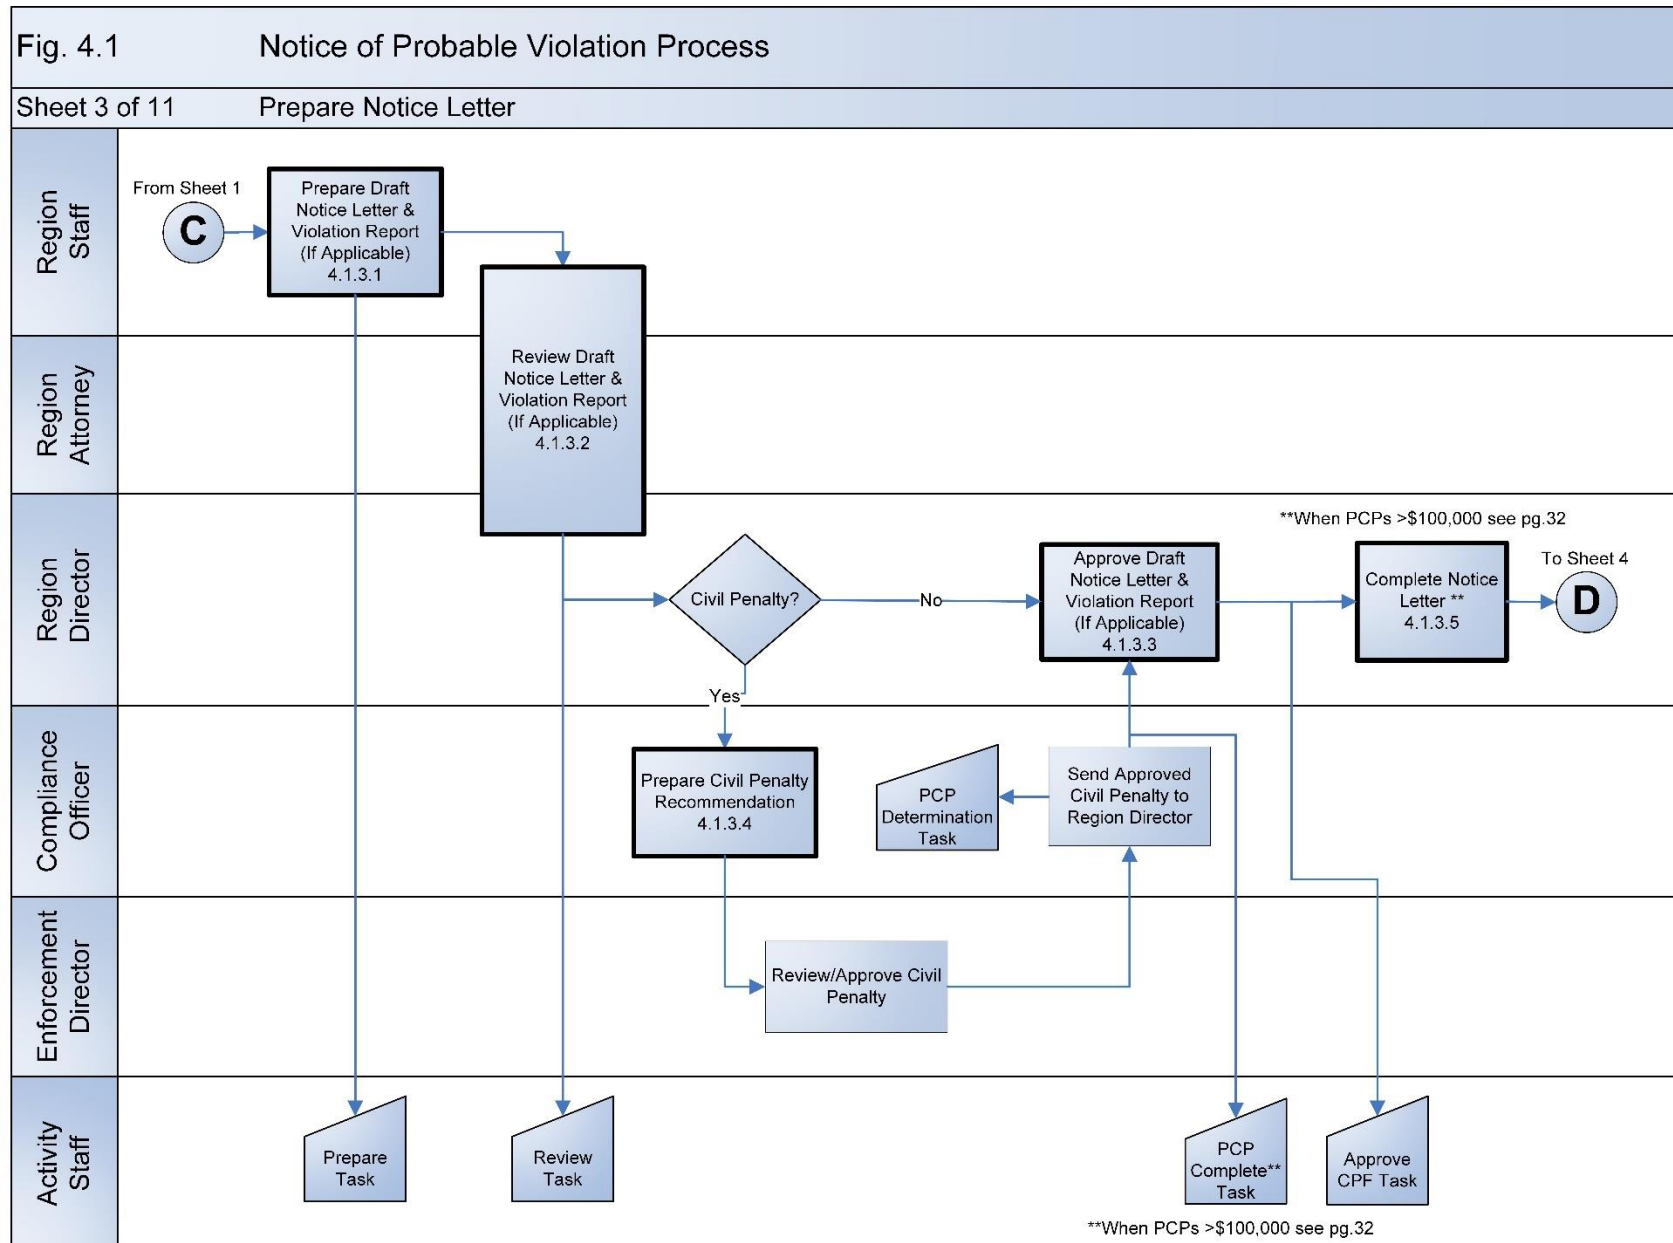 Fig. 4.1 Notice of Probable Violation Process
Sheet 3 of 11 Prepare Notice Letter
Region
Staff
From Sheet 1
C
Prepare Draft
Notice Letter &
Violation Report
(If Applicable)
4.1.3.1
Region
Attorney
Review Draft
Notice Letter &
Violation Report
(If Applicable)
4.1.3.2
Region
Director
Civil Penalty?
No
Yes
Approve Draft
Notice Letter &
Violation Report
(If Applicable)
4.1.3.3
**When PCPs >$100,000 see pg.32
Complete Notice
Letter **
4.1.3.5
To Sheet 4
D
Compliance
Officer
Prepare Civil Penalty
Recommendation
4.1.3.4
PCP
Determination
Task
Send Approved
Civil Penalty to
Region Director
Enforcement
Director
Review/Approve Civil
Penalty
Activity
Staff
Prepare
Task
Review
Task
PCP
Complete**
Task
Approve
CPF Task
**When PCPs >$100,000 see pg.32